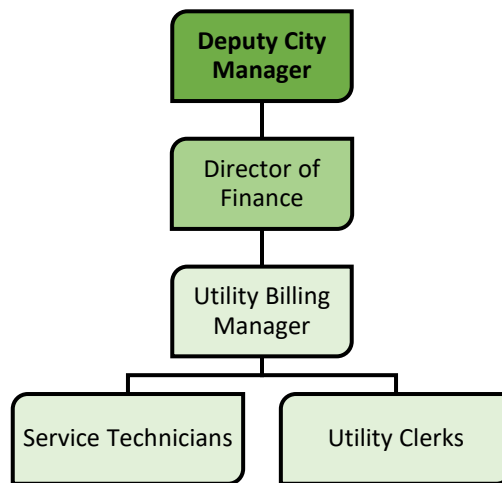 Deputy City
Manager
Director of
Finance
Utility Billing
Manager
Service Technicians
Utility Clerks